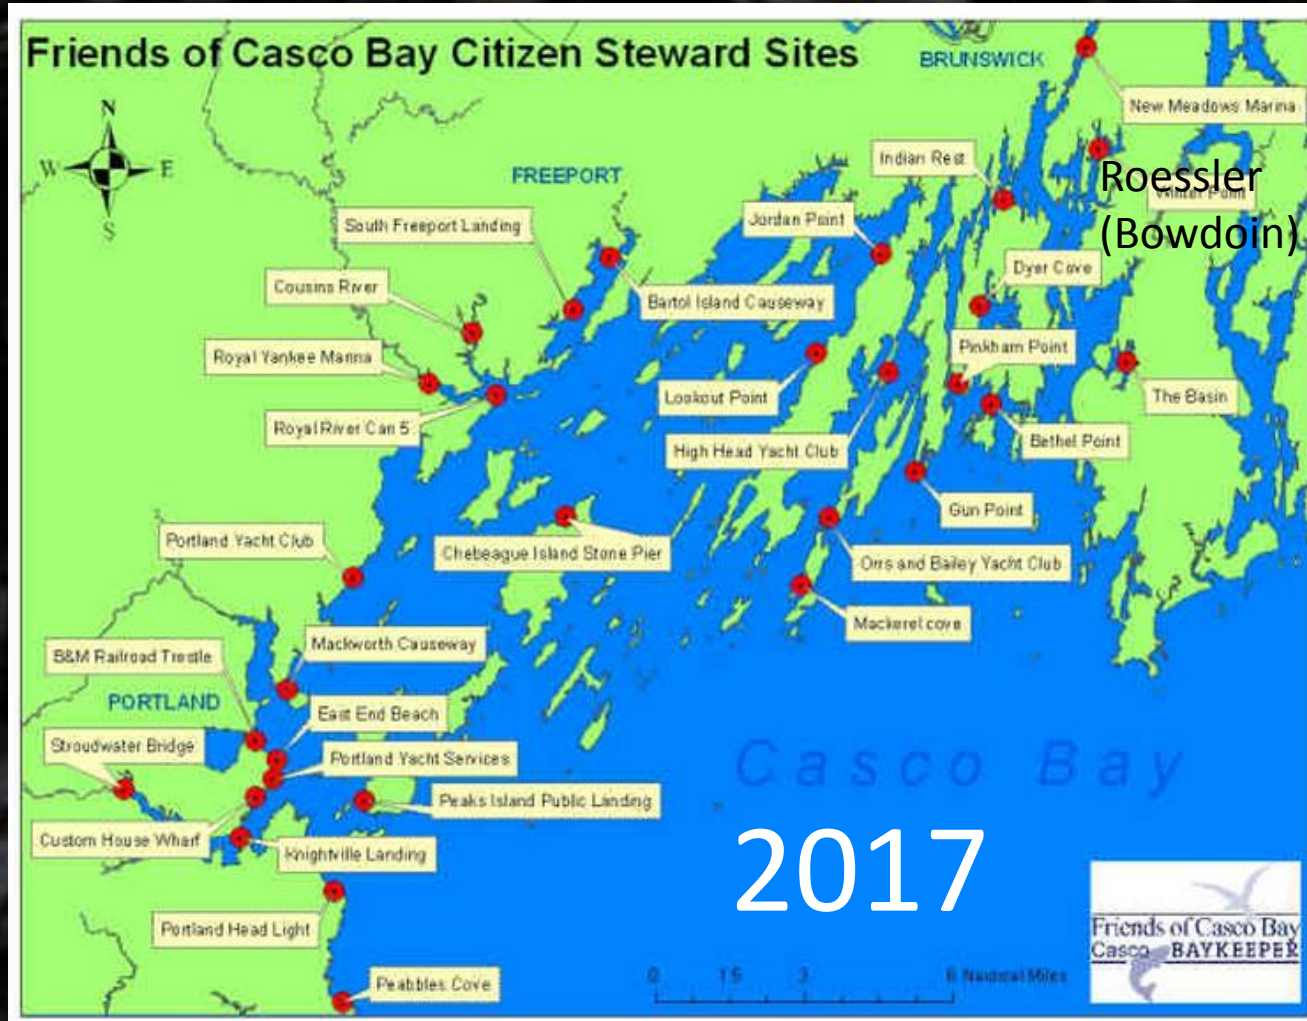 Friends of Casco Bay Citizen Steward Sites
BRUNSWICK
New Meadows Marina
N
W
E
S
Indian Rest
Roessler
Winter Point
(Bowdoin)
FREEPORT
South Freeport Landing
Jordan Point
Cousins River
Bartol Island Causeway
Dyer Cove
Royal Yankee Marina
Pinkham Point
Lookout Point
The Basin
Royal River Can 5
High Head Yacht Club
Bethel Point
Gun Point
Portland Yacht Club
Chebeague Island Stone Pier
Orrs and Bailey Yacht Club
Mackerel cove
Mackworth Causeway
B&M Railroad Trestle
PORTLAND
East End Beach
Stroudwater Bridge
Portland Yacht Services
Casco Bay
Peaks Island Public Landing
Custom House Wharf
Knightville Landing
2017
Portland Head Light
Friends of Casco Bay
Casco BAYKEEPER
0 1.5 3 6 Nautical Miles
Peabbles Cove